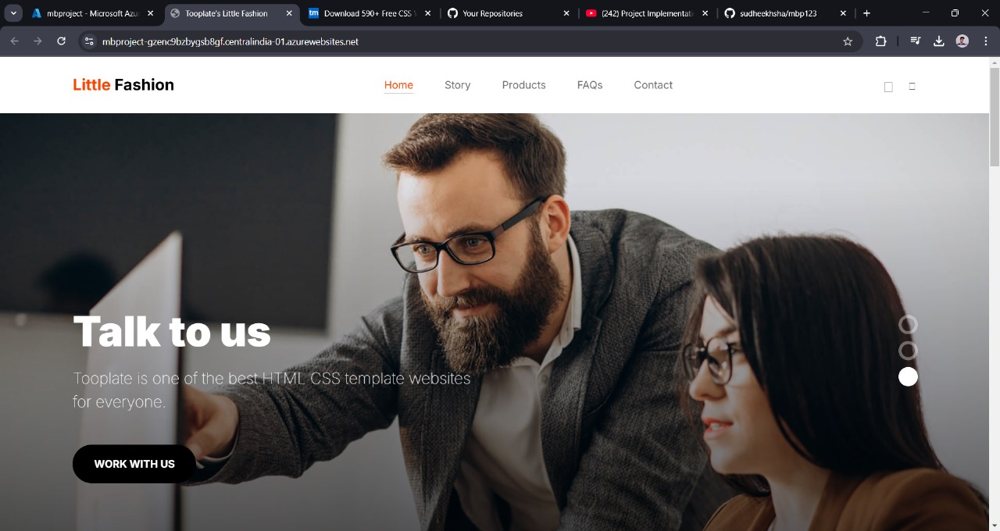 mbproject - Microsoft Azu
Tooplate's Little Fashion
tm
Download 590+ Free CSS
Your Repositories
(242) Project Implementati
sudheekhsha/mbp123
mbproject-gzenc9bzbygsb8gf.centralindia-01.azurewebsites.net
Little Fashion
Home
Story
Products
FAQs
Contact
Talk to us
Tooplate is one of the best HTML CSS template websites
for everyone.
WORK WITH US